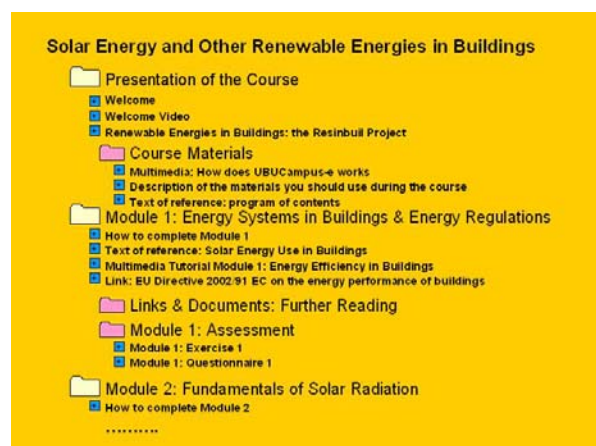 Solar Energy and Other Renewable Energies in Buildings
Presentation of the Course
Welcome
Welcome Video
Renewable Energies in Buildings: the Resinbuil Project
Course Materials
Multimedia: How does UBUCampus-e works
Description of the materials you should use during the course
Text of reference: program of contents
Module 1: Energy Systems in Buildings & Energy Regulations
How to complete Module 1
Text of reference: Solar Energy Use in Buildings
Multimedia Tutorial Module 1: Energy Efficiency in Buildings
Link: EU Directive 2002/91 EC on the energy performance of buildings
Links & Documents: Further Reading
Module 1: Assessment
Module 1: Exercise 1
Module 1: Questionnaire 1
Module 2: Fundamentals of Solar Radiation
How to complete Module 2
..........